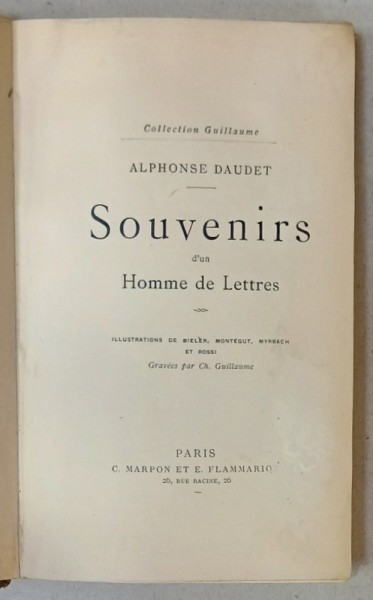 Collection Guillaume
ALPHONSE DAUDET
Souvenirs
d'un
Homme de Lettres
ILLUSTRATIONS DE BIELER, MONTÉGUT, MYRBACH
ET ROSSI
Gravées par Ch. Guillaume
PARIS
C. MARPON ET E. FLAMMARIO
26, RUE RACINE, 26